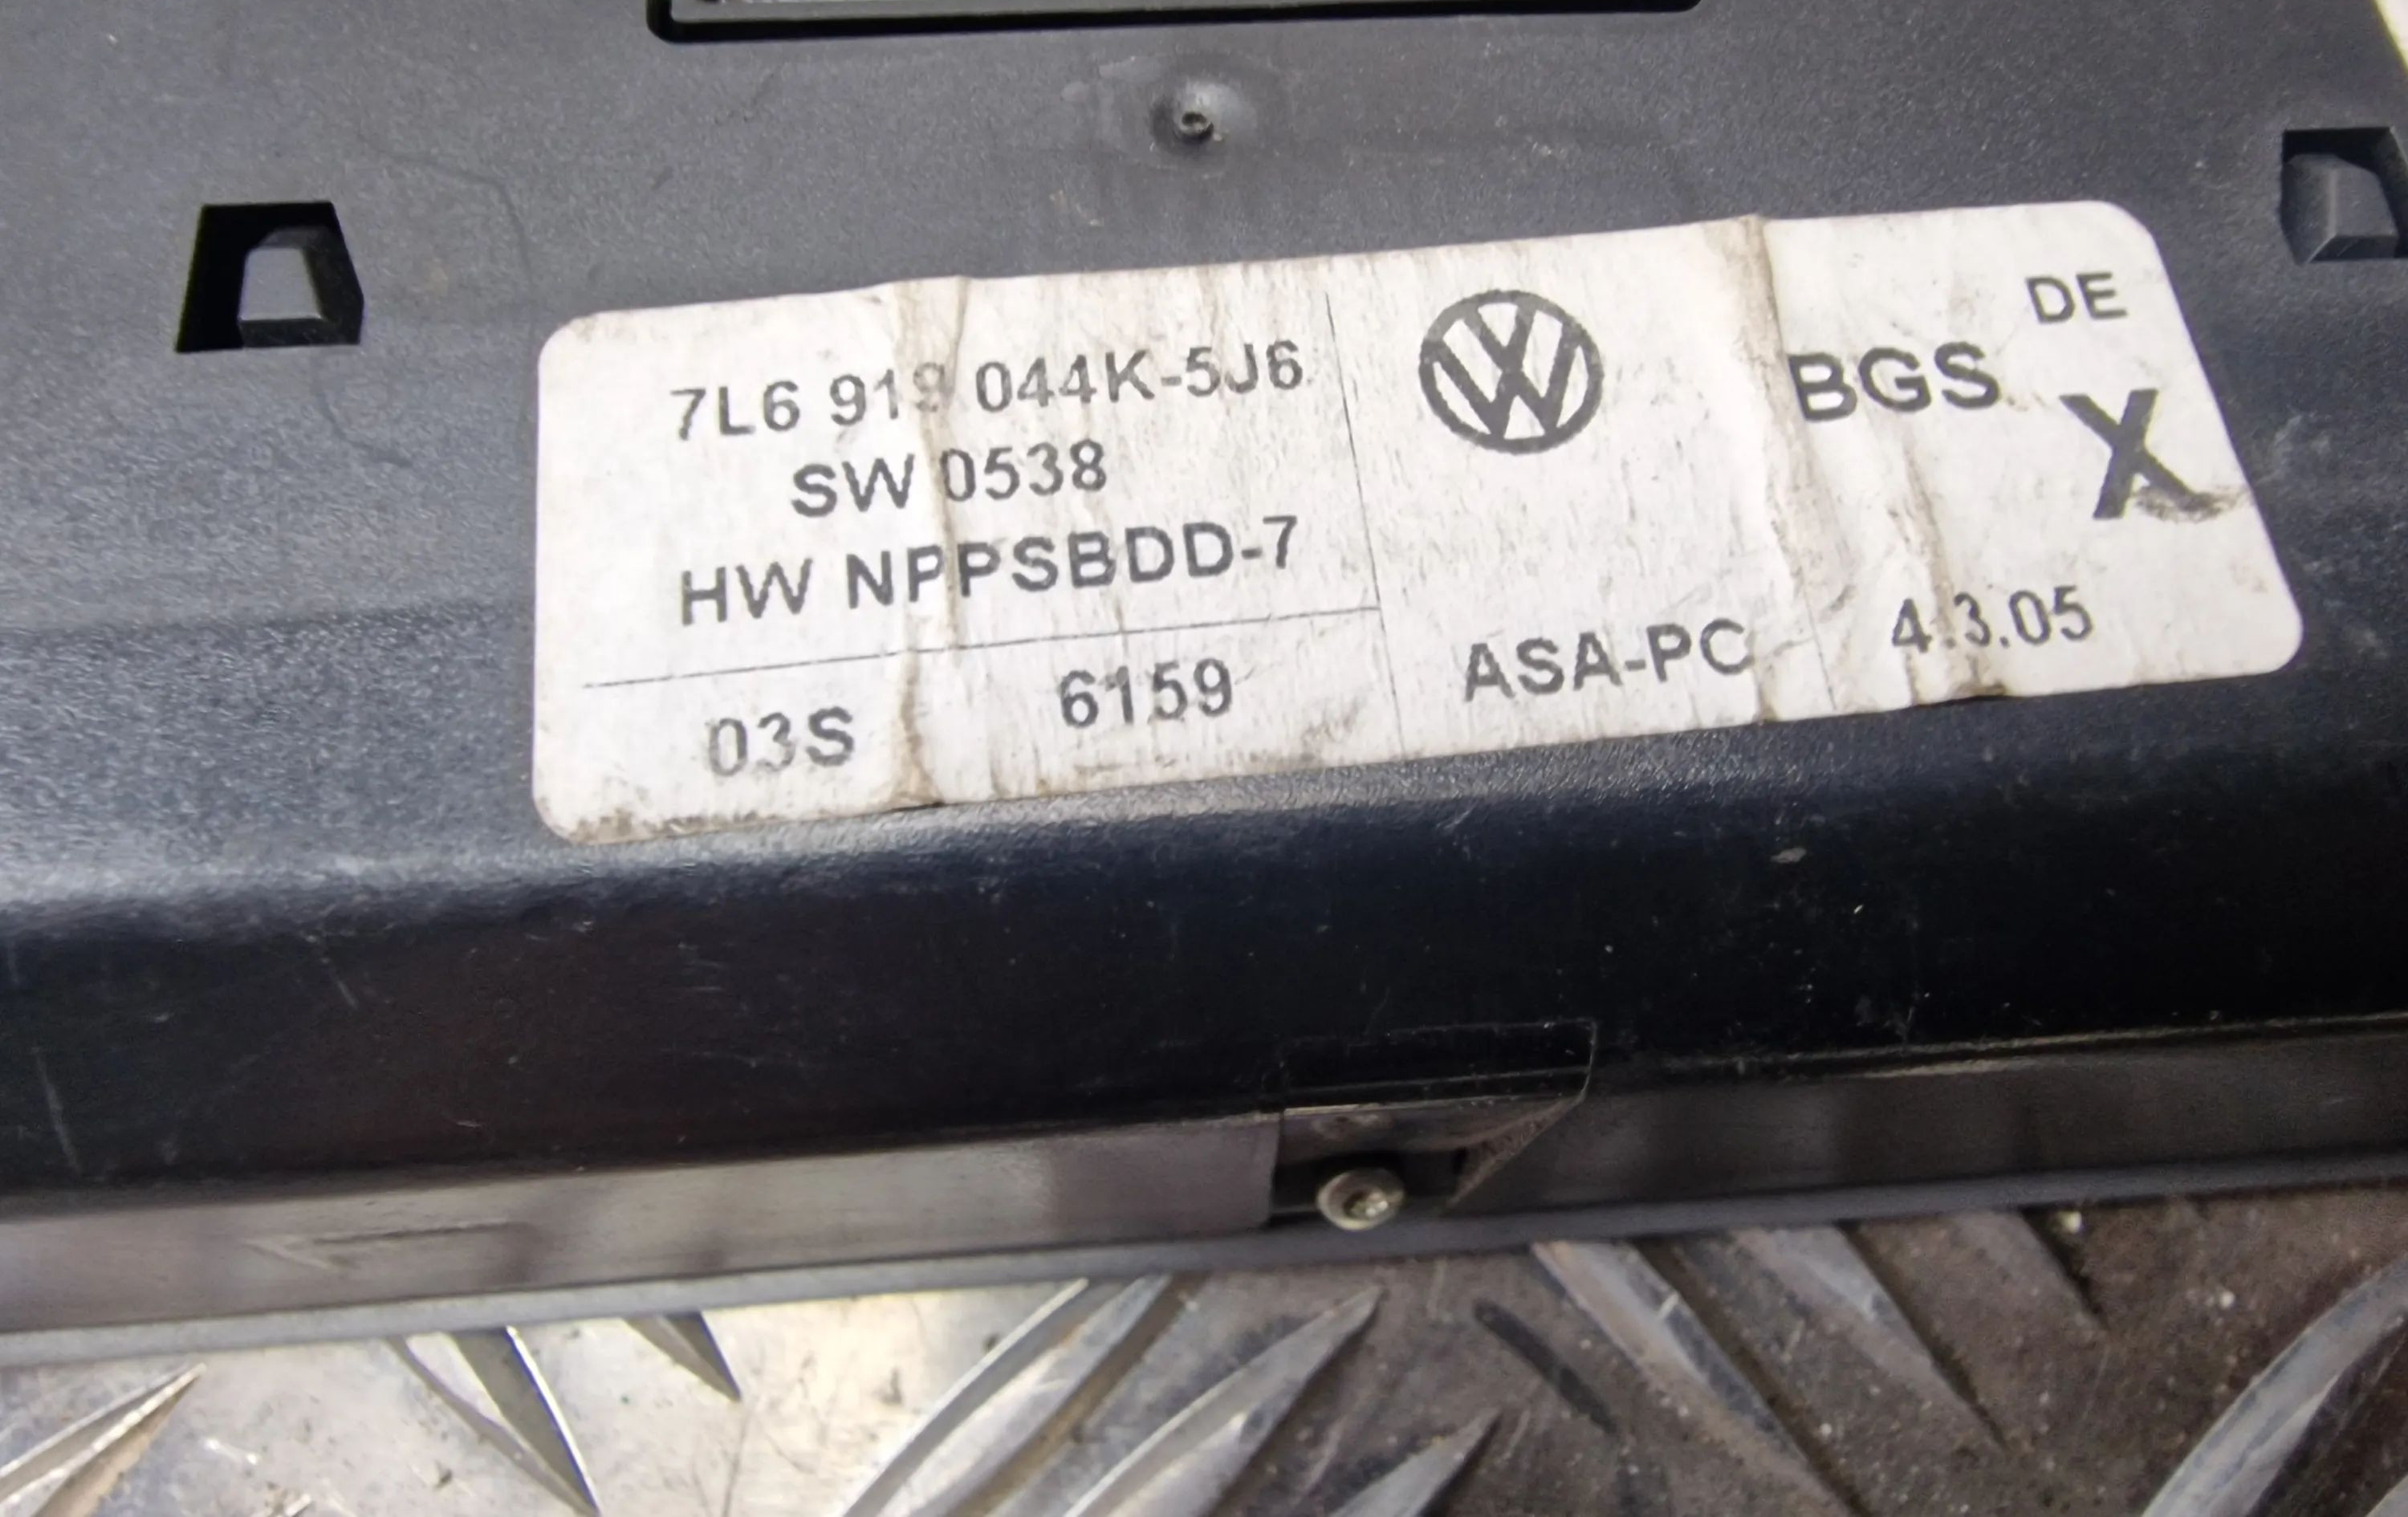 7L6 919 044K-5J6
SW 0538
HW NPPSBDD-7
03S 6159
DE
BGS
X
ASA-PC 4.3.05